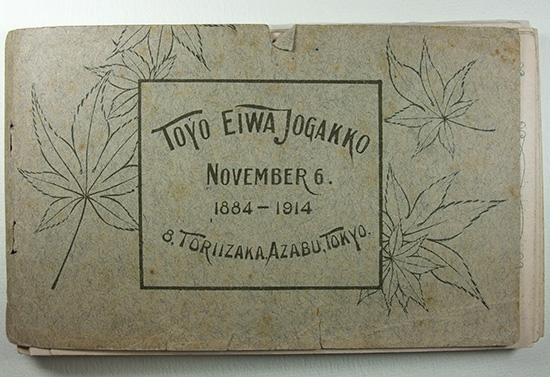 TOYO EIWA JOGAKKO
NOVEMBER 6.
1884-1914
8, TORIIZAKA, AZABU, TOKYO.